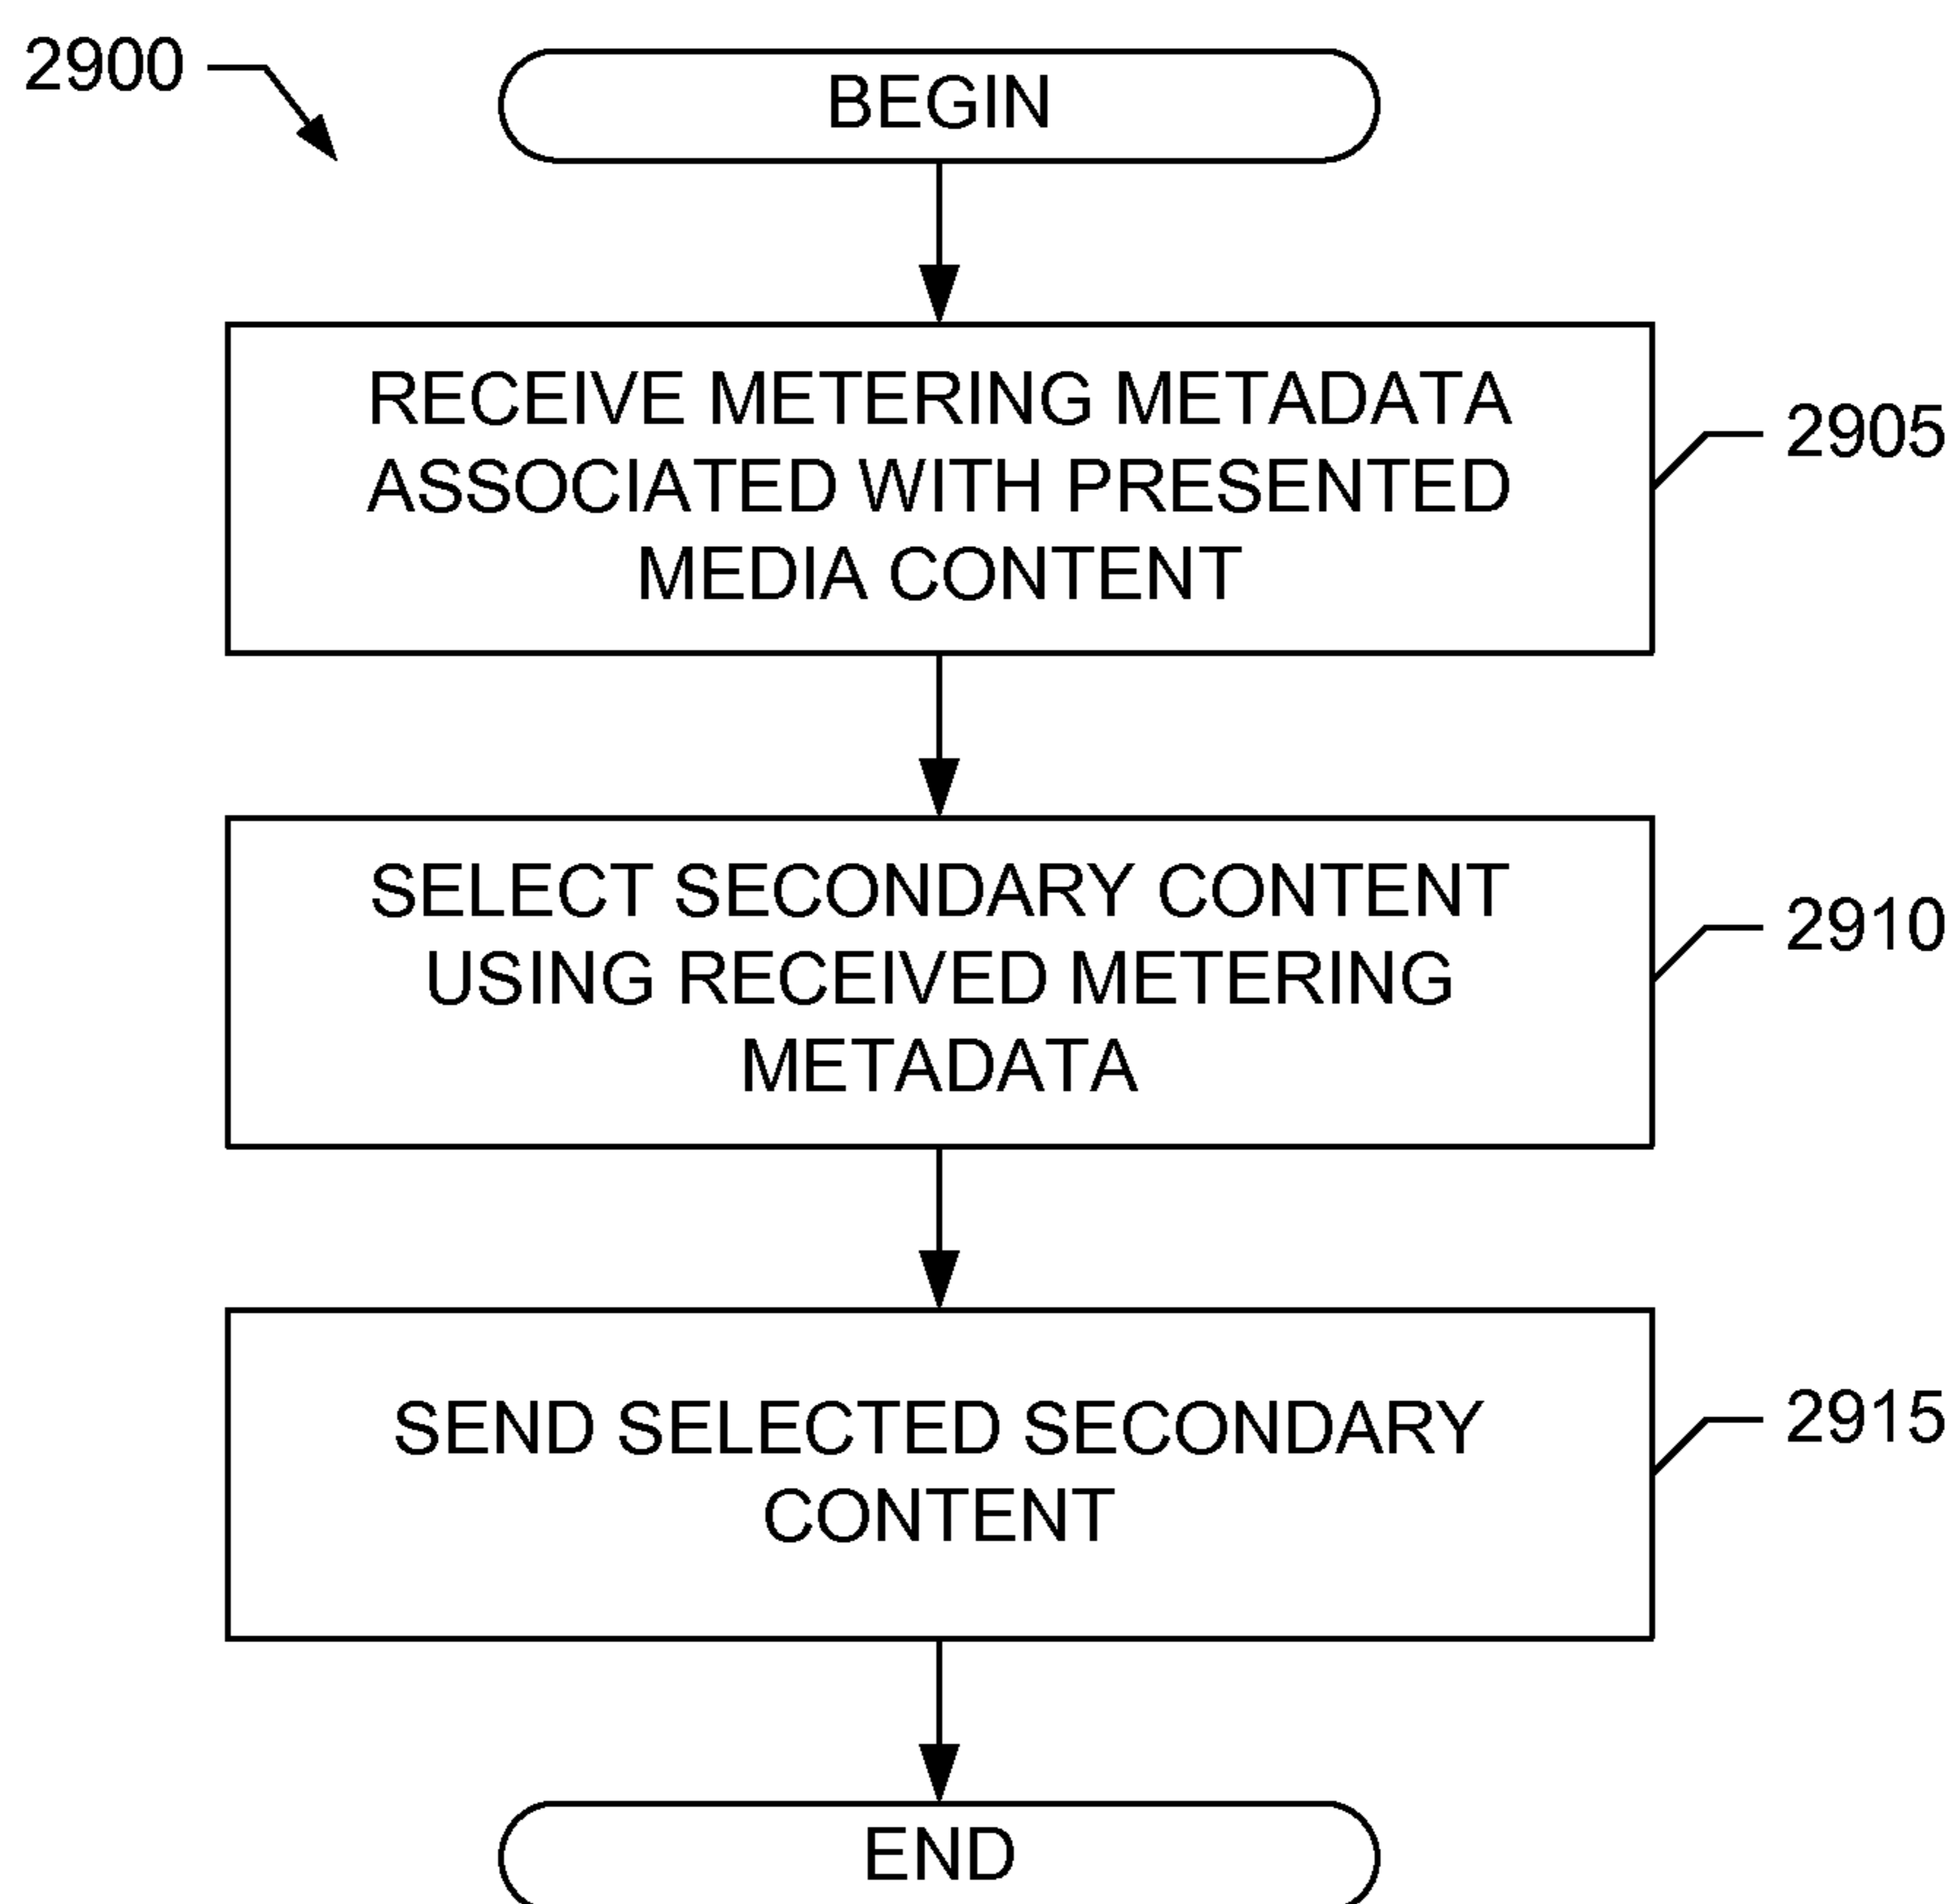 2900
BEGIN
RECEIVE METERING METADATA
ASSOCIATED WITH PRESENTED
MEDIA CONTENT
2905
SELECT SECONDARY CONTENT
USING RECEIVED METERING
METADATA
2910
SEND SELECTED SECONDARY
CONTENT
2915
END